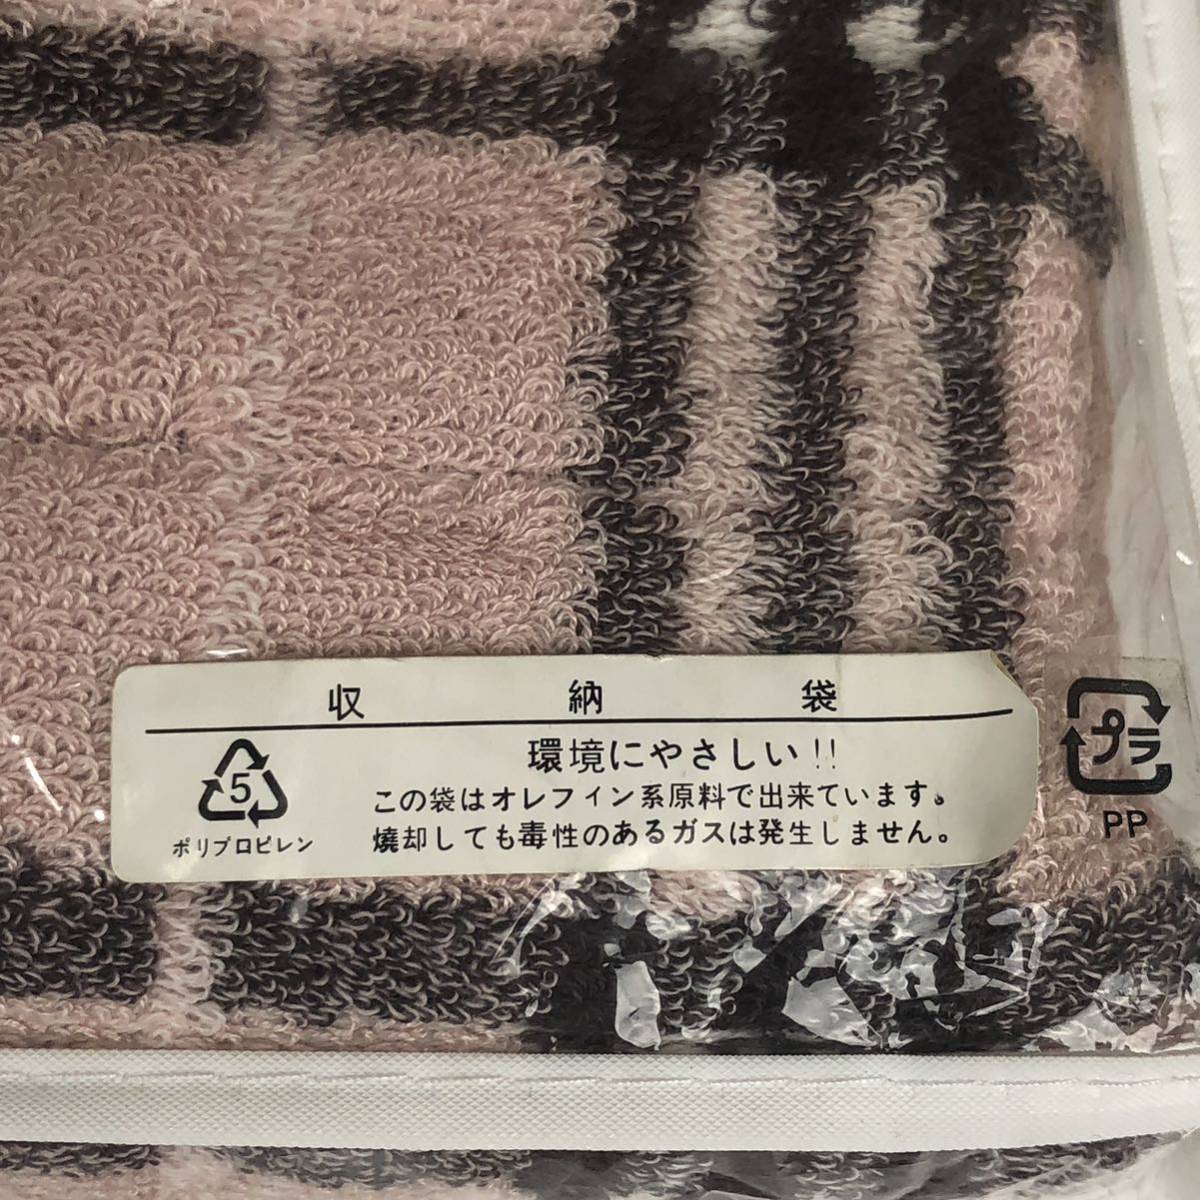 収納袋
環境にやさしい!!
5
ポリプロピレン
この袋はオレフィン系原料で出来ています。
燒却しても毒性のあるガスは発生しません。
プラ
PP